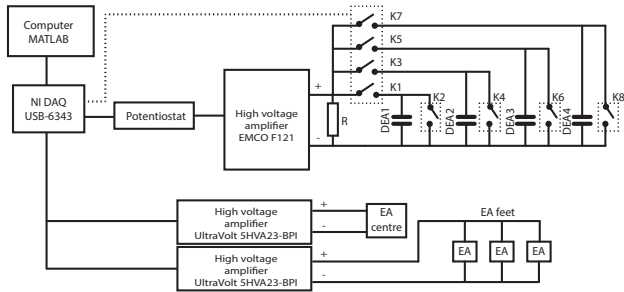 Computer
MATLAB
NI DAQ
USB-6343
Potentiostat
High voltage
amplifier
EMCO F121
+
-
R
K7
K5
K3
K1
K2
K4
K6
K8
DEA1
DEA2
DEA3
DEA4
High voltage
amplifier
UltraVolt 5HVA23-BPI
+
-
EA
centre
High voltage
amplifier
UltraVolt 5HVA23-BPI
+
-
EA feet
EA
EA
EA